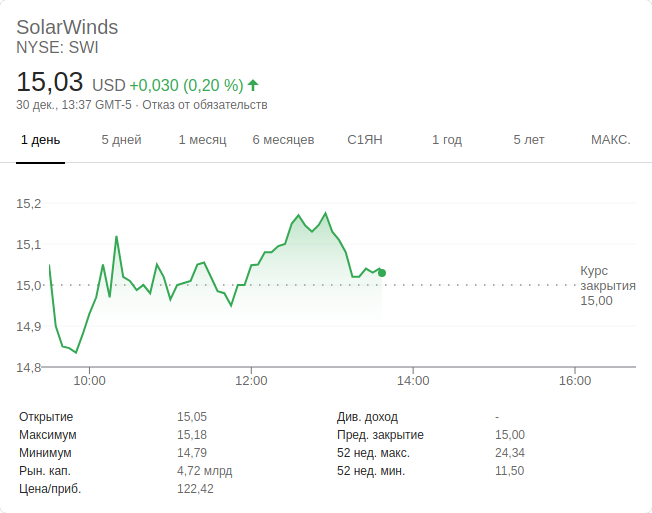 SolarWinds
NYSE: SWI
15,03 USD +0,030 (0,20 %)
30 дек., 13:37 GMT-5 · Отказ от обязательств
1 день 5 дней 1 месяц 6 месяцев С1ЯН 1 год 5 лет МАКС.
15,2
15,1
15,0
14,9
14,8
Курс
закрытия
15,00
10:00 12:00 14:00 16:00
Открытие 15,05 Див. доход -
Максимум 15,18 Пред. закрытие 15,00
Минимум 14,79 52 нед. макс. 24,34
Рын. кап. 4,72 млрд 52 нед. мин. 11,50
Цена/приб. 122,42